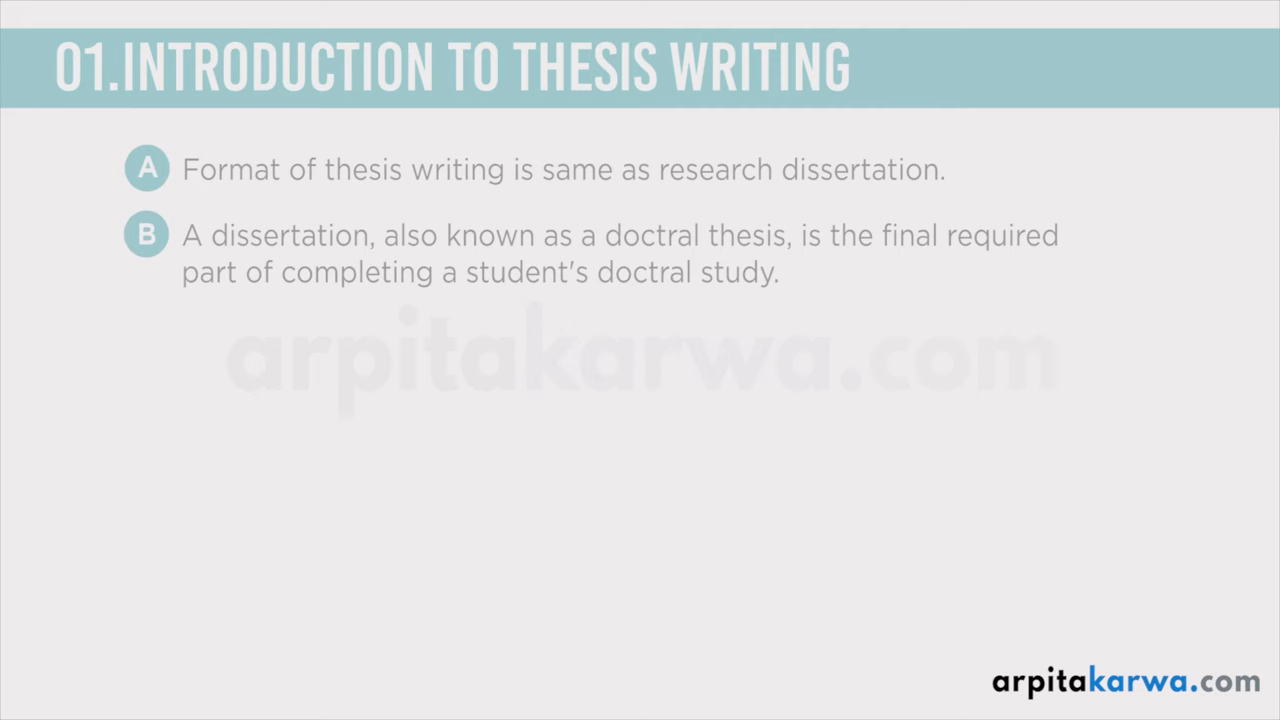 01.INTRODUCTION TO THESIS WRITING
A Format of thesis writing is same as research dissertation.
B A dissertation, also known as a doctral thesis, is the final required
part of completing a student's doctral study.
arpitakarwa.com
arpitakarwa.com